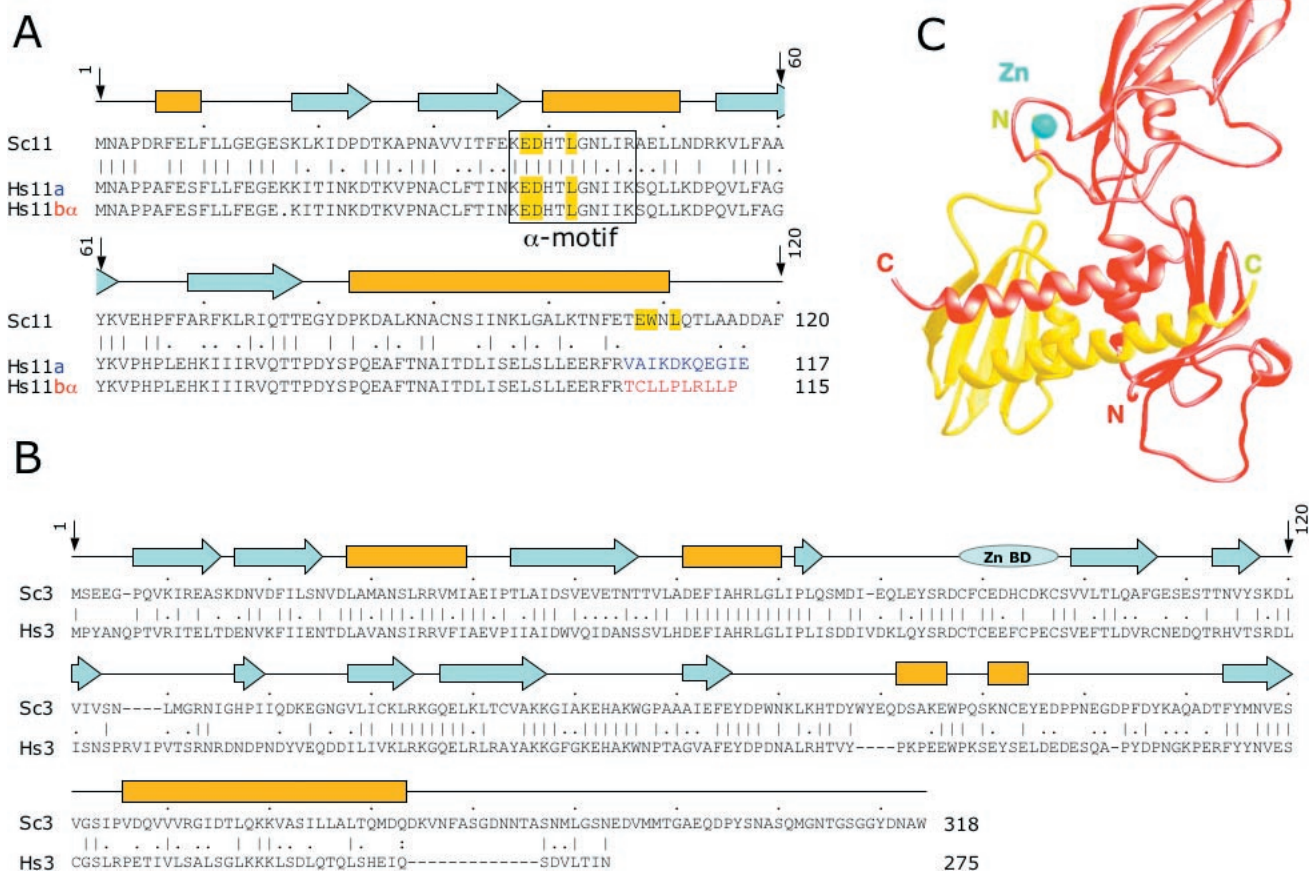 A
1
60
Sc11 MNAPDRFELFLLGEGESKLKIDPDTKAPNAVVITFEKEDHTLGNLIRAELLNDRKVLFAA
Hs11a MNAPPAFESFLLFEGEKKITINKDTKVPNACLFTINKEDHTLGNIIKSQLLKDPQVLFAG
Hs11bα MNAPPAFESFLLFEGE.KITINKDTKVPNACLFTINKEDHTLGNIIKSQLLKDPQVLFAG
α-motif
61
120
Sc11 YKVEHPFFARFKLRIQTTEGYDPKDALKNACNSIINKLGALKTNFETEWNLQTLAADDAF 120
Hs11a YKVPHPLEHKIIIRVQTTPDYSPQEAFTNAITDLISELSLLEERFRVAIKDKQEGIE 117
Hs11bα YKVPHPLEHKIIIRVQTTPDYSPQEAFTNAITDLISELSLLEERFRTCLLPLRLLP 115
C
Zn
N
C
C
N
B
1
120
Zn BD
Sc3 MSEEG-PQVKIREASKDNVDFILSNVDLAMANSLRRVMIAEIPTLAIDSVEVETNTTVLADEFIAHRLGLIPLQSMDI-EQLEYSRDCFCEDHCDKCSVVLTLQAFGESESTTNVYSKDL
Hs3 MPYANQPTVRITELTDENVKFIIENTDLAVANSIRRVFIAEVPIIAIDWVQIDANSSVLHDEFIAHRLGLIPLISDDIVDKLQYSRDCTCEEFCPECSVEFTLDVRCNEDQTRHVTSRDL
Sc3 VIVSN----LMGRNIGHPIIQDKEGNGVLICKLRKGQELKLTCVAKKGIAKEHAKWGPAAAIEFEYDPWNKLKHTDYWYEQDSAKEWPQSKNCEYEDPPNEGDPFDYKAQADTFYMNVES
Hs3 ISNSPRVIPVTSRNRDNDPNDYVEQDDILIVKLRKGQELRLRAYAKKGFGKEHAKWNPTAGVAFEYDPDNALRHTVY----PKPEEWPKSEYSELDEDESQA-PYDPNGKPERFYYNVES
Sc3 VGSIPVDQVVVRGIDTLQKKVASILLALTQMDQDKVNFASGDNNTASNMLGSNEDVMMTGAEQDPYSNASQMGNTGSGGYDNAW 318
Hs3 CGSLRPETIVLSALSGLKKKLSDLQTQLSHEIQ-------------SDVLTIN 275